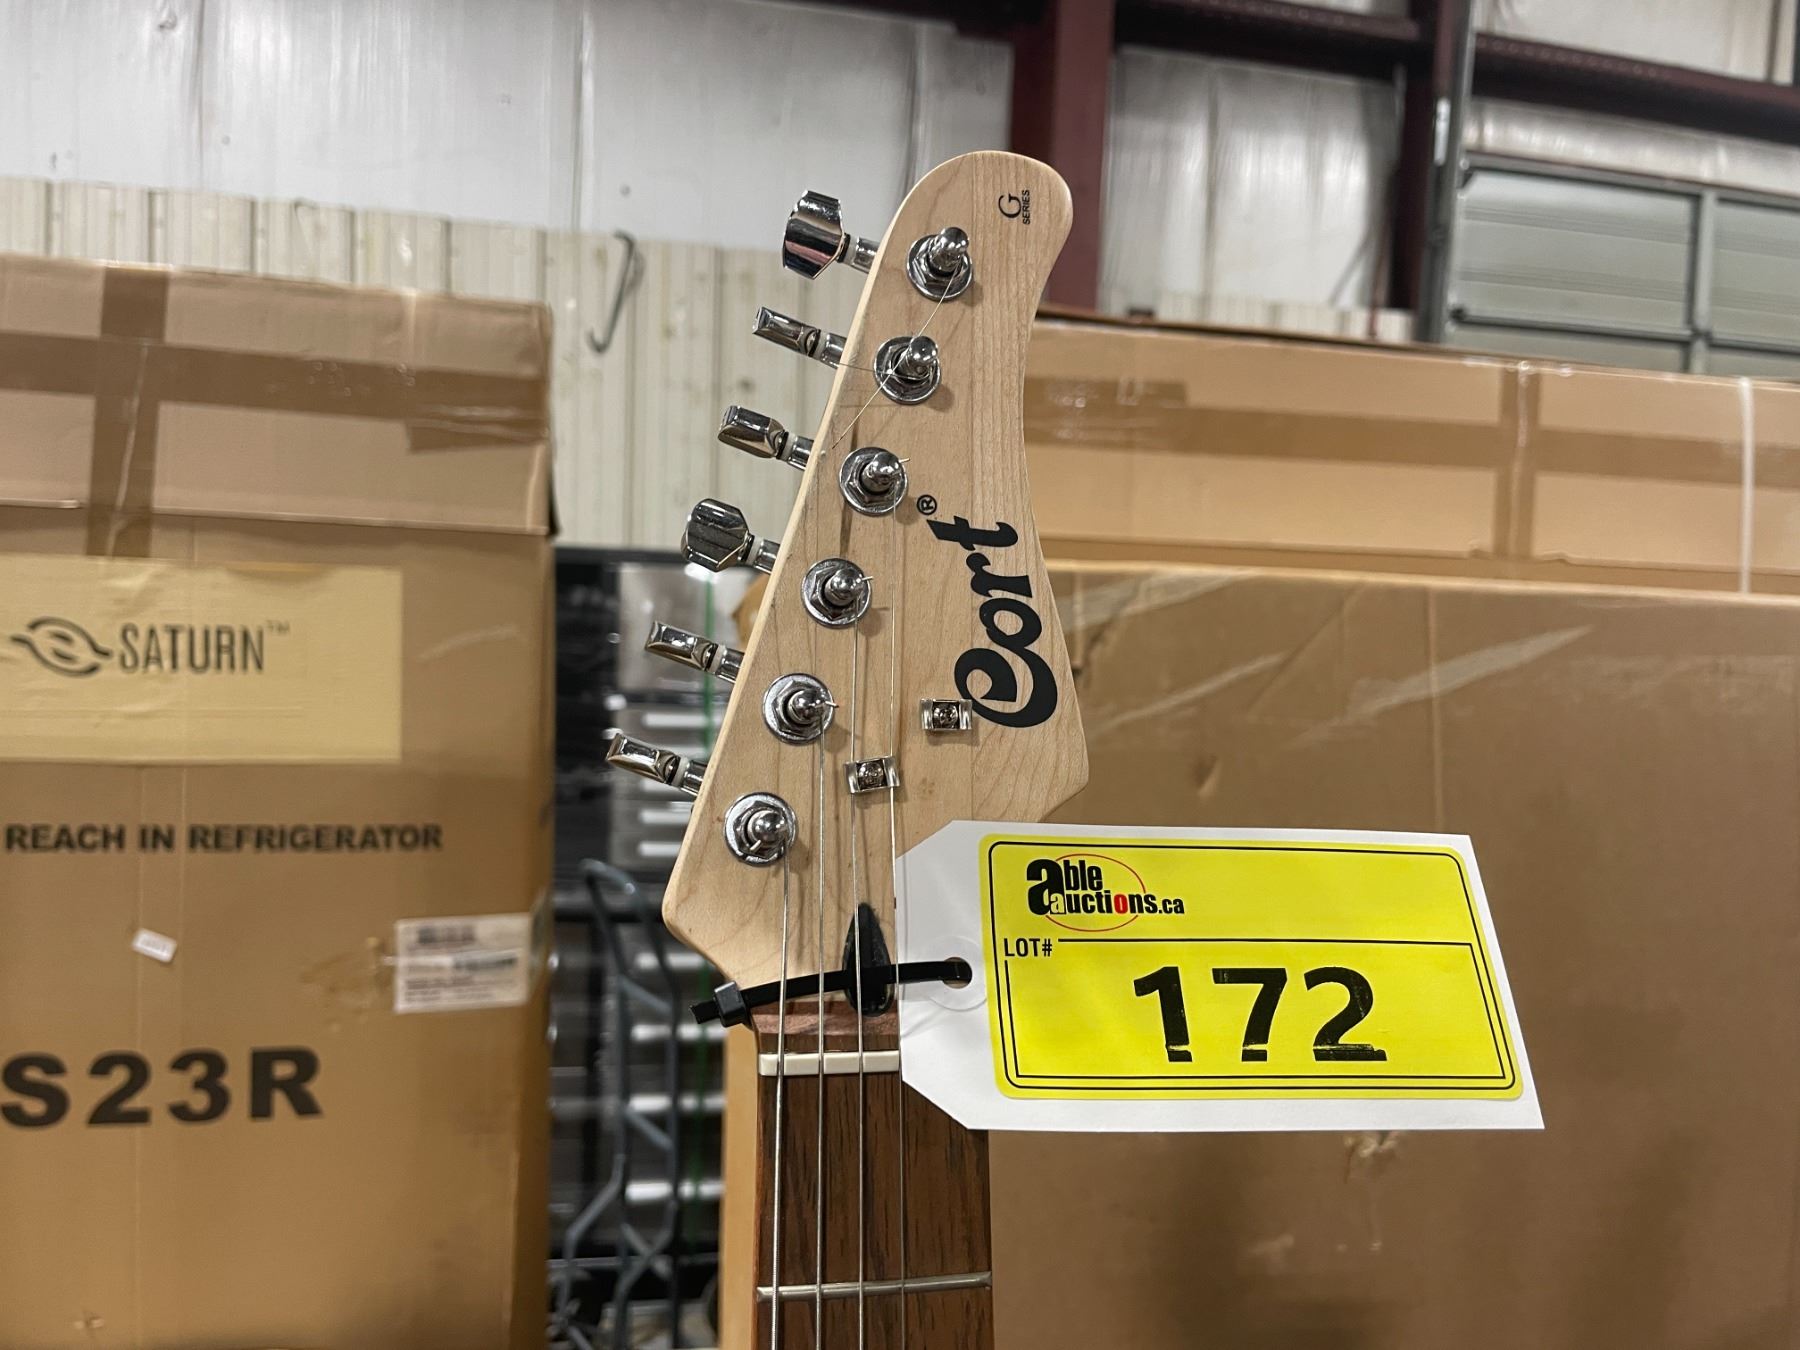 G
SERIES
Cort®
SATURN™
REACH IN REFRIGERATOR
S23R
able
auctions.ca
LOT#
172